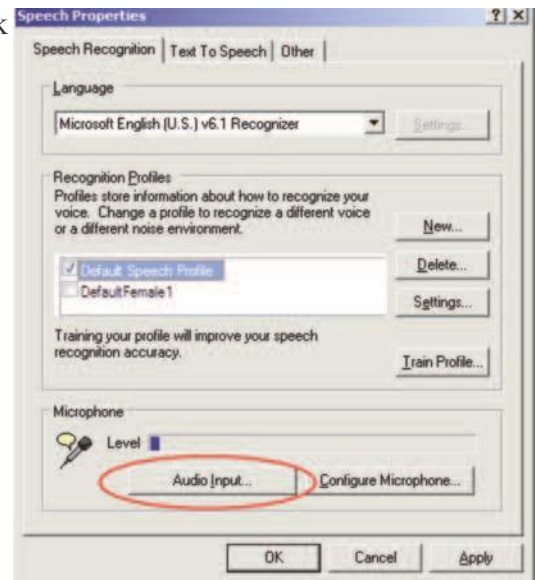 K
Speech Properties
? X
Speech Recognition
Text To Speech
Other
Language
Microsoft English (U.S.) v6.1 Recognizer
Settings...
Recognition Profiles
Profiles store information about how to recognize your
voice. Change a profile to recognize a different voice
or a different noise environment.
New...
Default Speech Profile
Delete...
DefaultFemale1
Settings...
Training your profile will improve your speech
recognition accuracy.
Train Profile...
Microphone
Level
Audio Input...
Configure Microphone...
OK
Cancel
Apply